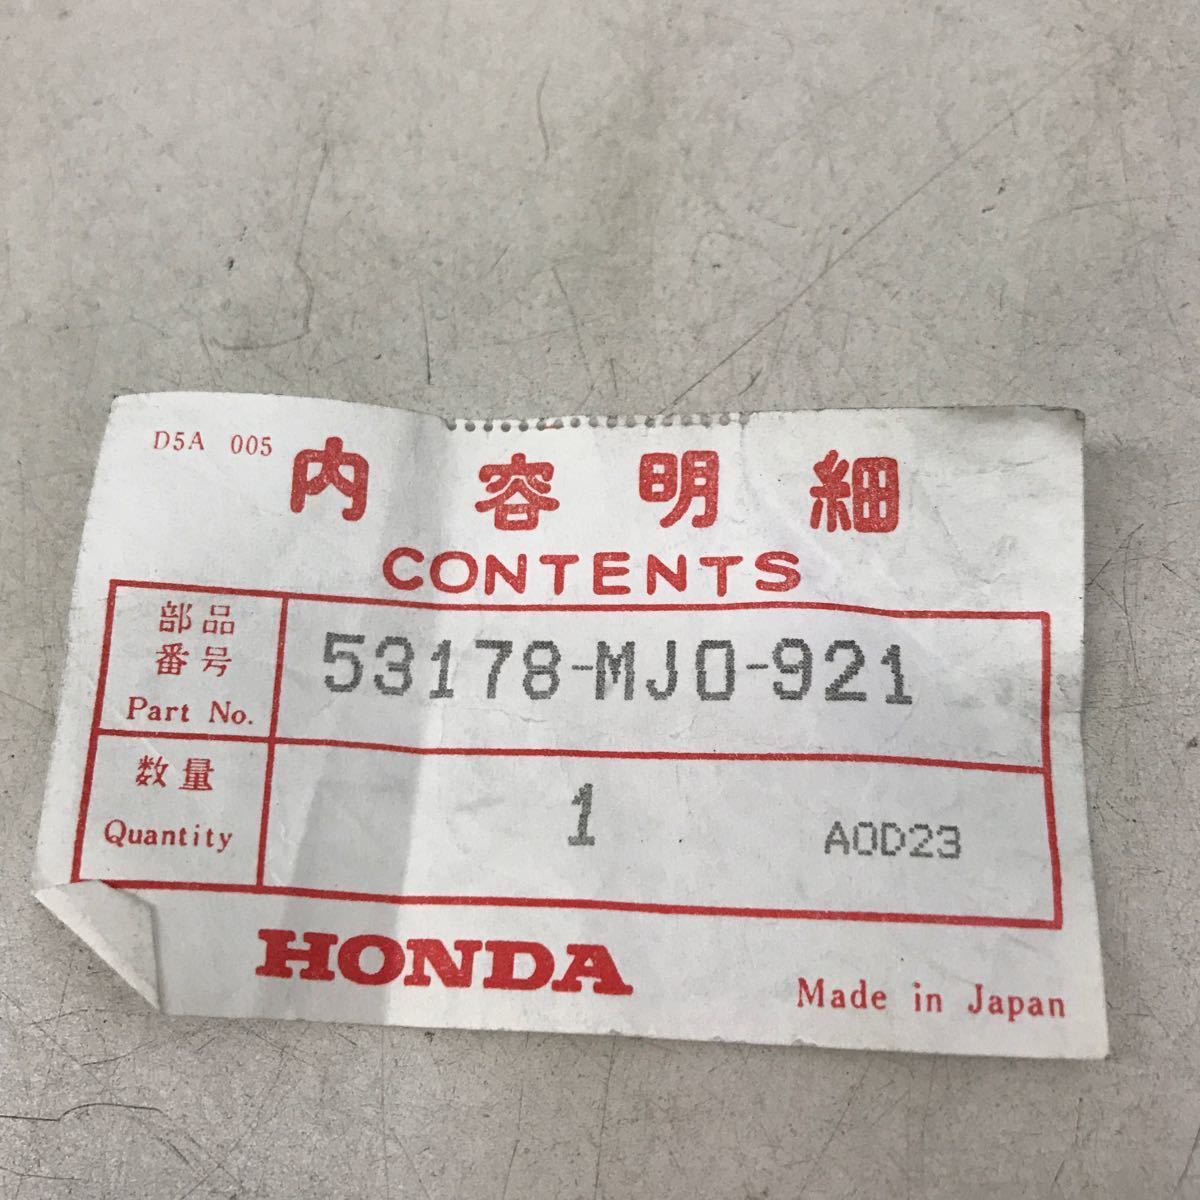 D5A 005
内容明細
CONTENTS
部品
番号
Part No.
53178-MJ0-921
数量
Quantity
1
A0D23
HONDA
Made in Japan